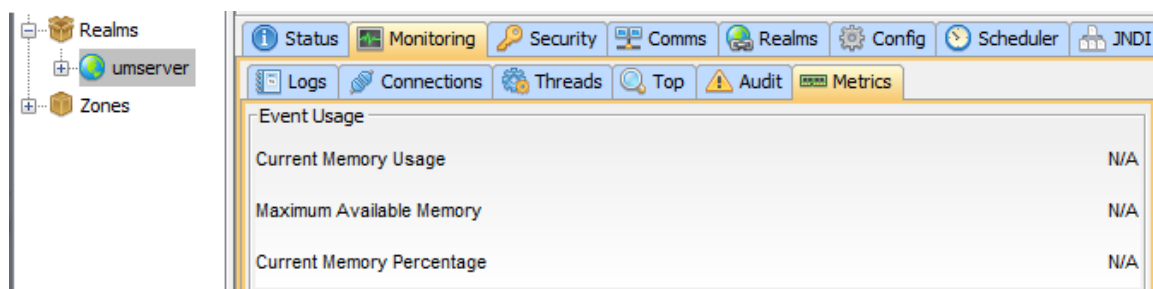 Realms
umserver
Zones
Status Monitoring Security Comms Realms Config Scheduler JNDI
Logs Connections Threads Top Audit Metrics
Event Usage
Current Memory Usage N/A
Maximum Available Memory N/A
Current Memory Percentage N/A